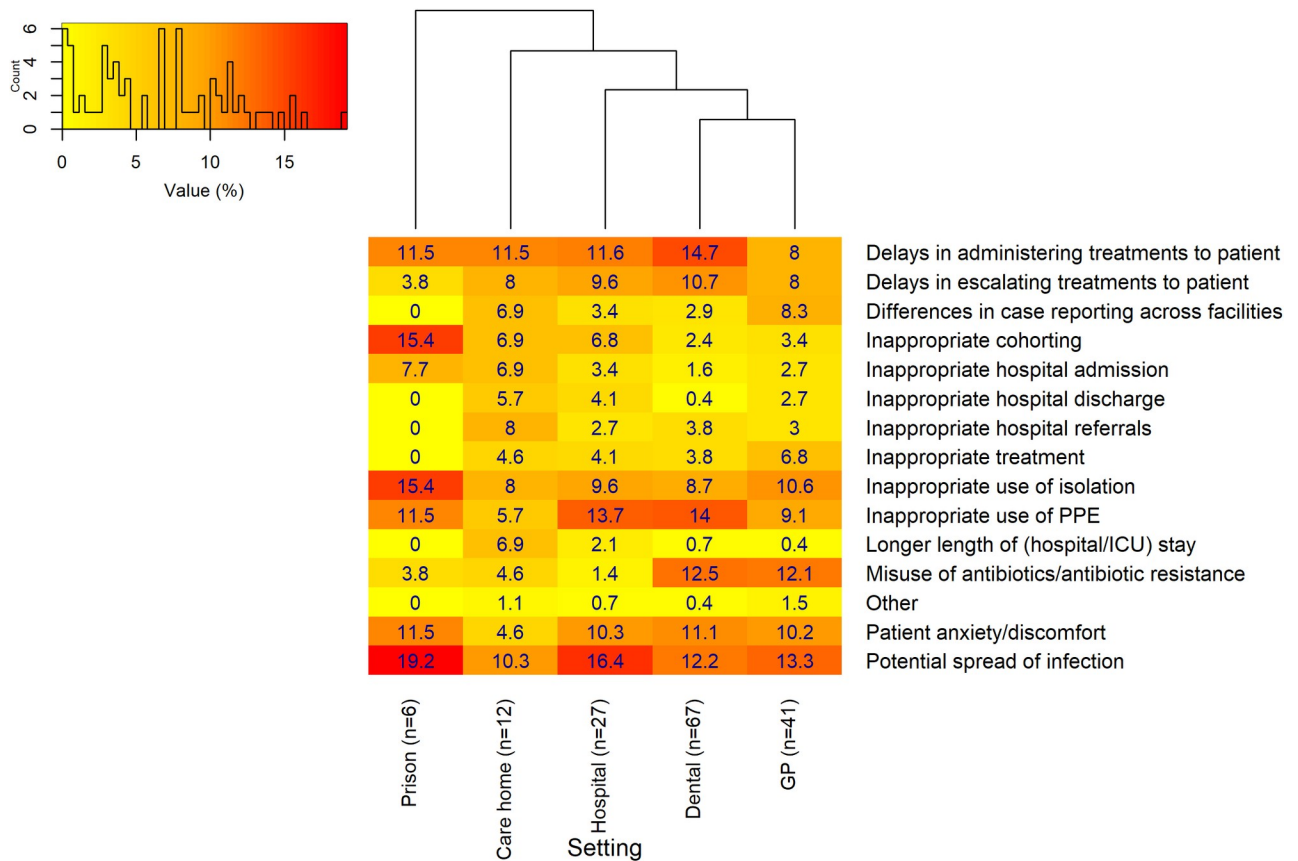 6
4
2
0
Count
0 5 10 15
Value (%)
11.5 11.5 11.6 14.7 8 Delays in administering treatments to patient
3.8 8 9.6 10.7 8 Delays in escalating treatments to patient
0 6.9 3.4 2.9 8.3 Differences in case reporting across facilities
15.4 6.9 6.8 2.4 3.4 Inappropriate cohorting
7.7 6.9 3.4 1.6 2.7 Inappropriate hospital admission
0 5.7 4.1 0.4 2.7 Inappropriate hospital discharge
0 8 2.7 3.8 3 Inappropriate hospital referrals
0 4.6 4.1 3.8 6.8 Inappropriate treatment
15.4 8 9.6 8.7 10.6 Inappropriate use of isolation
11.5 5.7 13.7 14 9.1 Inappropriate use of PPE
0 6.9 2.1 0.7 0.4 Longer length of (hospital/ICU) stay
3.8 4.6 1.4 12.5 12.1 Misuse of antibiotics/antibiotic resistance
0 1.1 0.7 0.4 1.5 Other
11.5 4.6 10.3 11.1 10.2 Patient anxiety/discomfort
19.2 10.3 16.4 12.2 13.3 Potential spread of infection
Prison (n=6)
Care home (n=12)
Hospital (n=27)
Dental (n=67)
GP (n=41)
Setting